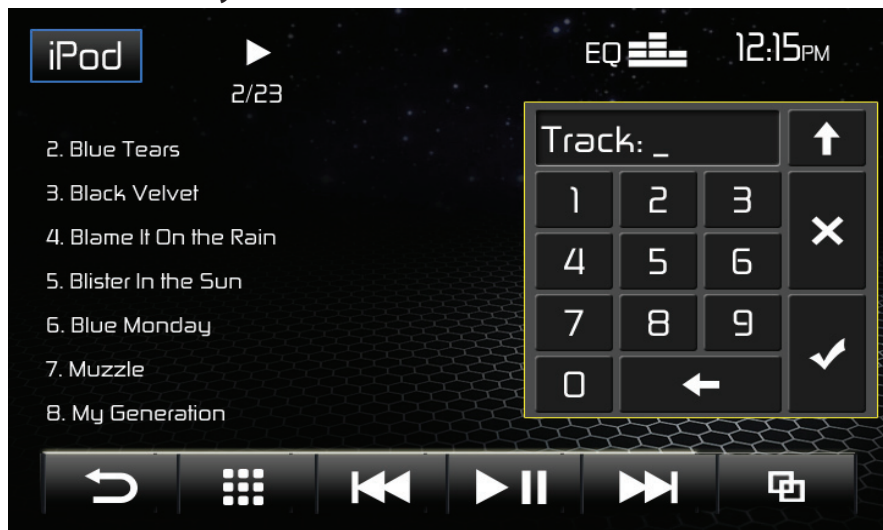 iPod
2/23
EQ
12:15PM
2. Blue Tears
3. Black Velvet
4. Blame It On the Rain
5. Blister In the Sun
6. Blue Monday
7. Muzzle
8. My Generation
Track: _
1 2 3
4 5 6
7 8 9
0